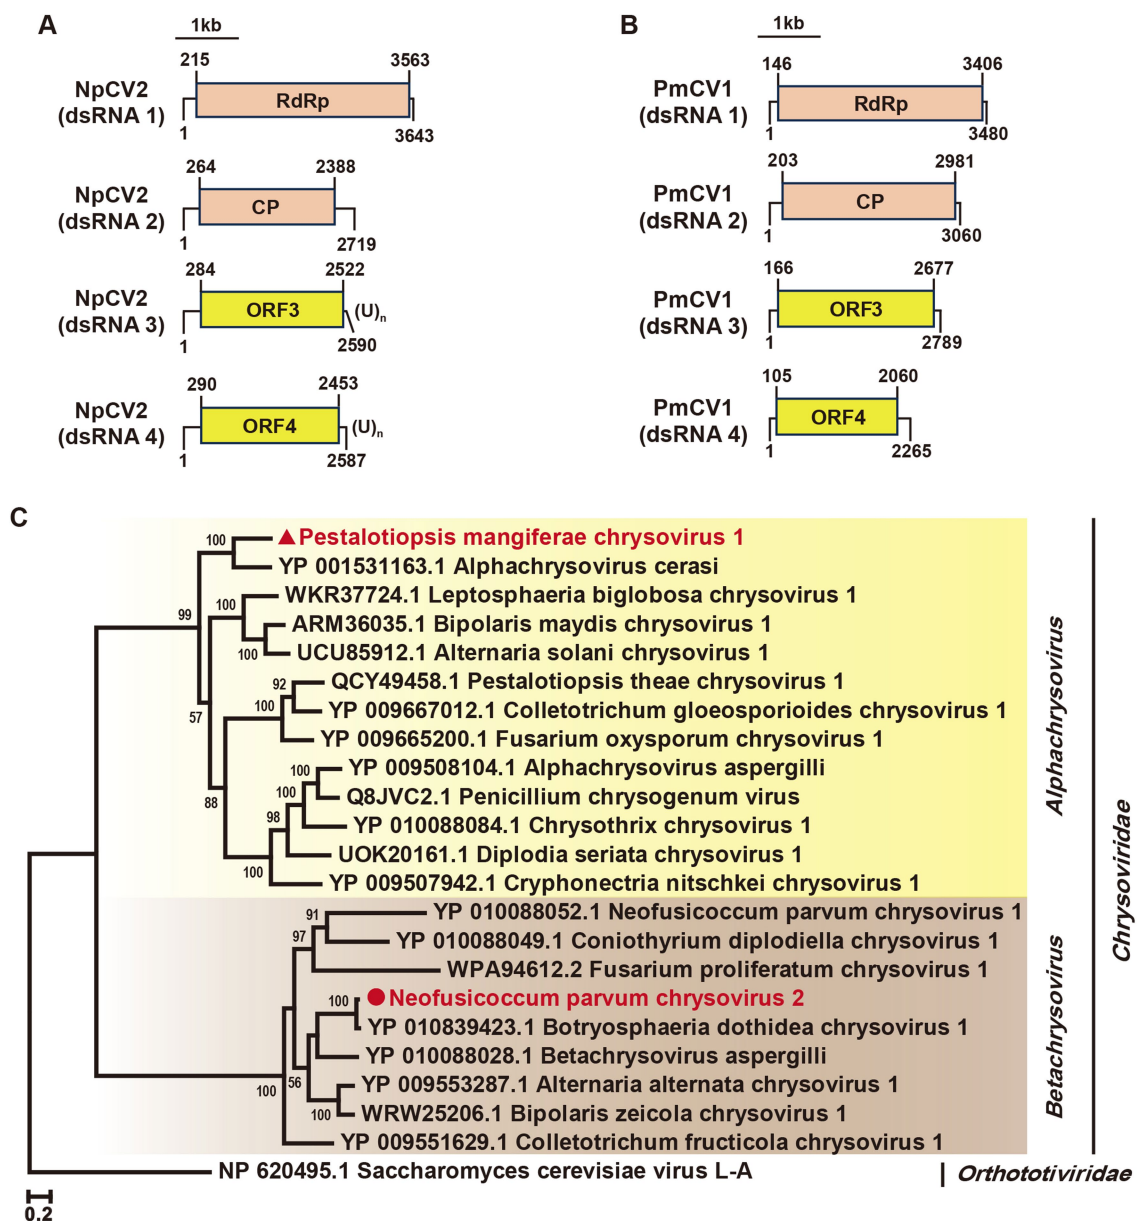 A
1kb
215 3563
NpCV2
(dsRNA 1)
RdRp
1 3643
264 2388
NpCV2
(dsRNA 2)
CP
1 2719
284 2522
NpCV2
(dsRNA 3)
ORF3
(U)n
1 2590
290 2453
NpCV2
(dsRNA 4)
ORF4
(U)n
1 2587
B
1kb
146 3406
PmCV1
(dsRNA 1)
RdRp
1 3480
203 2981
PmCV1
(dsRNA 2)
CP
1 3060
166 2677
PmCV1
(dsRNA 3)
ORF3
1 2789
105 2060
PmCV1
(dsRNA 4)
ORF4
1 2265
C
100
Pestalotiopsis mangiferae chrysovirus 1
YP 001531163.1 Alphachrysovirus cerasi
99
100
WKR37724.1 Leptosphaeria biglobosa chrysovirus 1
ARM36035.1 Bipolaris maydis chrysovirus 1
100
UCU85912.1 Alternaria solani chrysovirus 1
57
92
QCY49458.1 Pestalotiopsis theae chrysovirus 1
100
YP 009667012.1 Colletotrichum gloeosporioides chrysovirus 1
YP 009665200.1 Fusarium oxysporum chrysovirus 1
88
100
YP 009508104.1 Alphachrysovirus aspergilli
100
Q8JVC2.1 Penicillium chrysogenum virus
98
YP 010088084.1 Chrysothrix chrysovirus 1
UOK20161.1 Diplodia seriata chrysovirus 1
100
YP 009507942.1 Cryphonectria nitschkei chrysovirus 1
91
YP 010088052.1 Neofusicoccum parvum chrysovirus 1
97
YP 010088049.1 Coniothyrium diplodiella chrysovirus 1
WPA94612.2 Fusarium proliferatum chrysovirus 1
100
Neofusicoccum parvum chrysovirus 2
YP 010839423.1 Botryosphaeria dothidea chrysovirus 1
YP 010088028.1 Betachrysovirus aspergilli
100
56
YP 009553287.1 Alternaria alternata chrysovirus 1
100
WRW25206.1 Bipolaris zeicola chrysovirus 1
YP 009551629.1 Colletotrichum fructicola chrysovirus 1
NP 620495.1 Saccharomyces cerevisiae virus L-A
Alphachrysovirus
Betachrysovirus
Chrysoviridae
Orthototiviridae
0.2